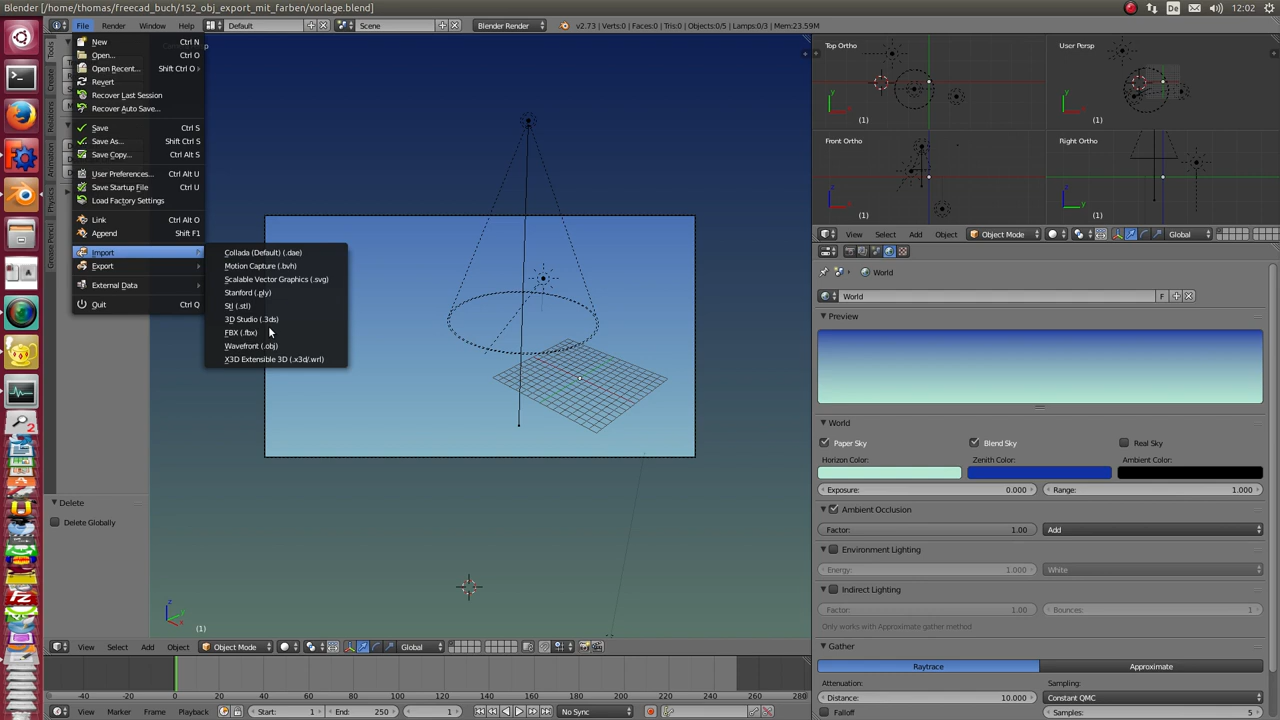 Blender [/home/thomas/freecad_buch/152_obj_export_mit_farben/vorlage.blend]
De 12:02
File Render Window Help Default Scene Blender Render v2.73 | Verts:0 | Faces:0 | Tris:0 | Objects:0/5 | Lamps:0/3 | Mem:23.59M
New Ctrl N
Open... Ctrl O
Open Recent... Shift Ctrl O
Revert
Recover Last Session
Recover Auto Save...
Save Ctrl S
Save As... Shift Ctrl S
Save Copy... Ctrl Alt S
User Preferences... Ctrl Alt U
Save Startup File Ctrl U
Load Factory Settings
Link Ctrl Alt O
Append Shift F1
Import
Export
External Data
Quit Ctrl Q
Collada (Default) (.dae)
Motion Capture (.bvh)
Scalable Vector Graphics (.svg)
Stanford (.ply)
Stl (.stl)
3D Studio (.3ds)
FBX (.fbx)
Wavefront (.obj)
X3D Extensible 3D (.x3d/.wrl)
Tools
Create
Relations
Animation
Physics
Grease Pencil
Delete
Delete Globally
(1)
View Select Add Object Object Mode Global
-40 -20 0 20 40 60 80 100 120 140 160 180 200 220 240 260 280
View Marker Frame Playback Start: 1 End: 250 1 No Sync
Top Ortho
(1)
User Persp
(1)
Front Ortho
(1)
Right Ortho
(1)
View Select Add Object Object Mode Global
World
World F
Preview
World
Paper Sky Blend Sky Real Sky
Horizon Color: Zenith Color: Ambient Color:
Exposure: 0.000 Range: 1.000
Ambient Occlusion
Factor: 1.00 Add
Environment Lighting
Energy: 1.000 White
Indirect Lighting
Factor: 1.00 Bounces: 1
Only works with Approximate gather method
Gather
Raytrace Approximate
Attenuation: Sampling:
Distance: 10.000 Constant QMC
Falloff Samples: 5